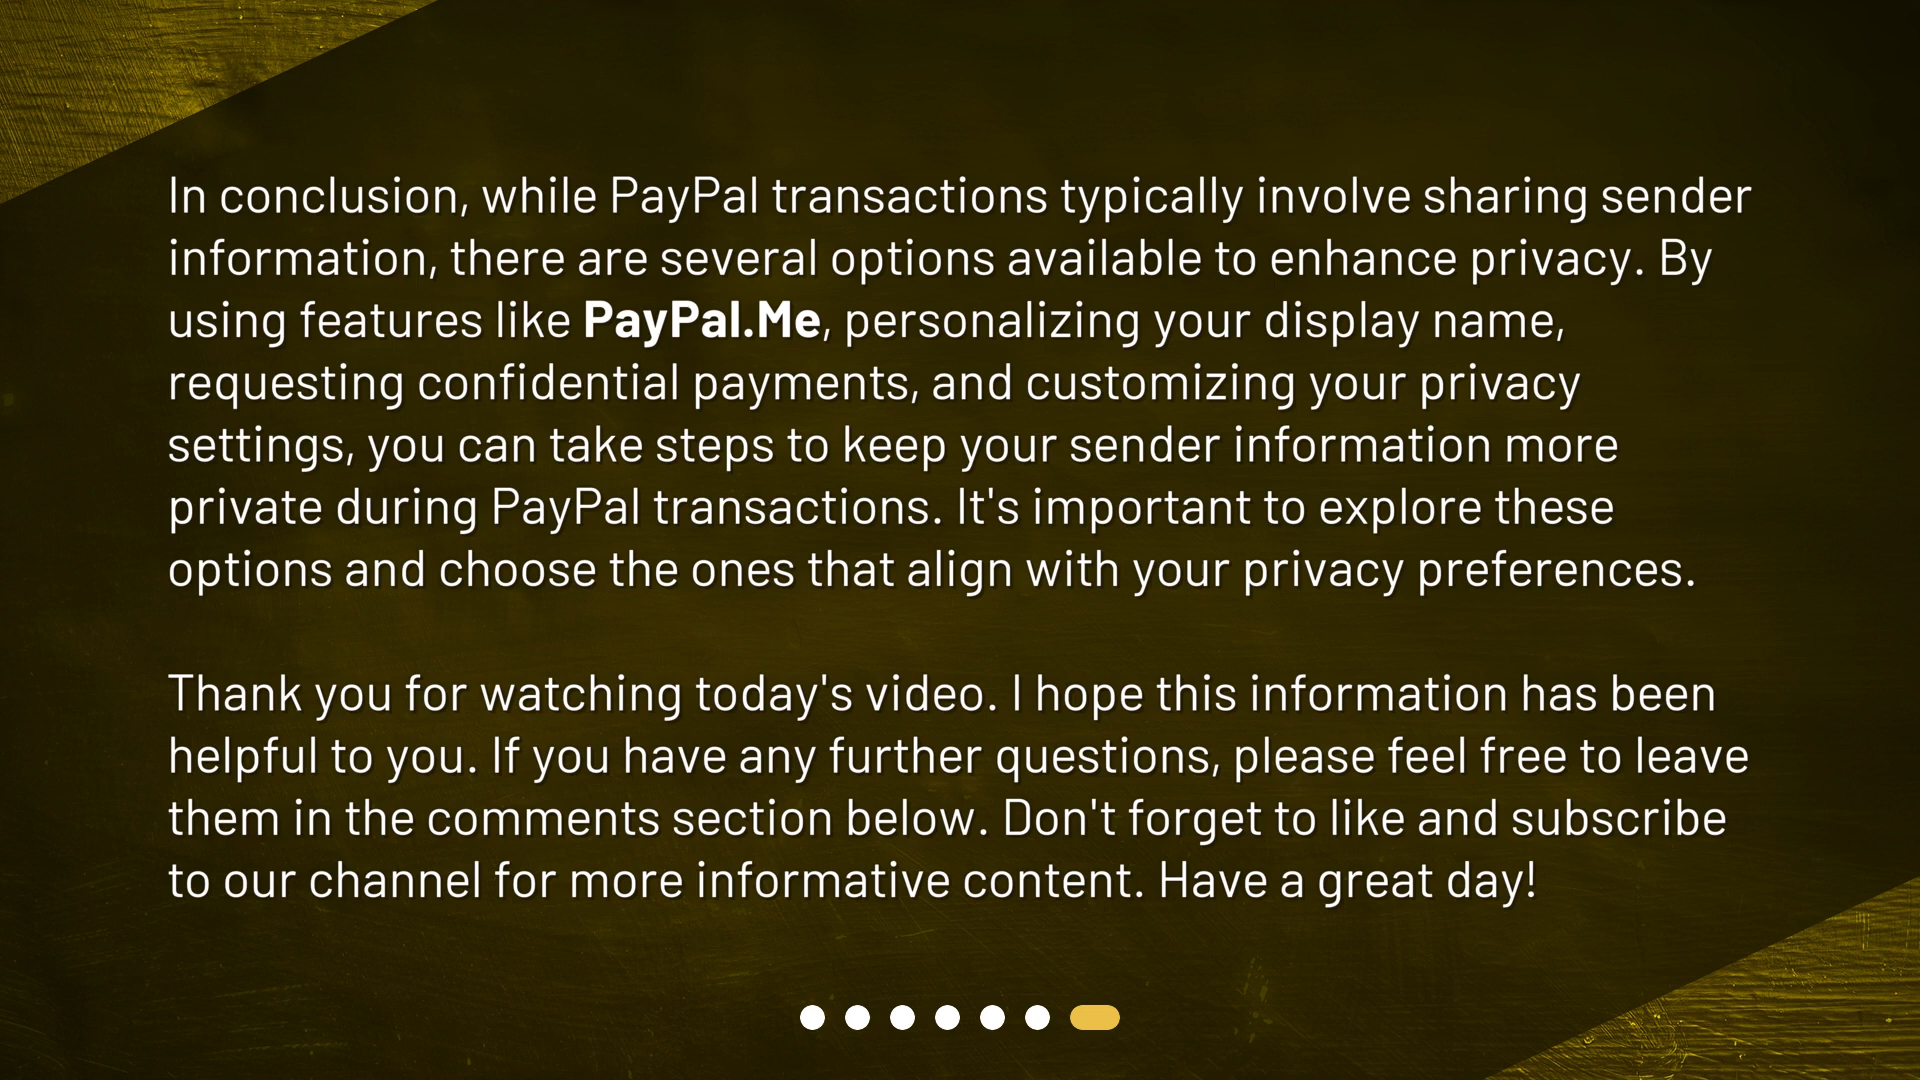 In conclusion, while PayPal transactions typically involve sharing sender
information, there are several options available to enhance privacy. By
using features like PayPal.Me, personalizing your display name,
requesting confidential payments, and customizing your privacy
settings, you can take steps to keep your sender information more
private during PayPal transactions. It's important to explore these
options and choose the ones that align with your privacy preferences.
Thank you for watching today's video. I hope this information has been
helpful to you. If you have any further questions, please feel free to leave
them in the comments section below. Don't forget to like and subscribe
to our channel for more informative content. Have a great day!